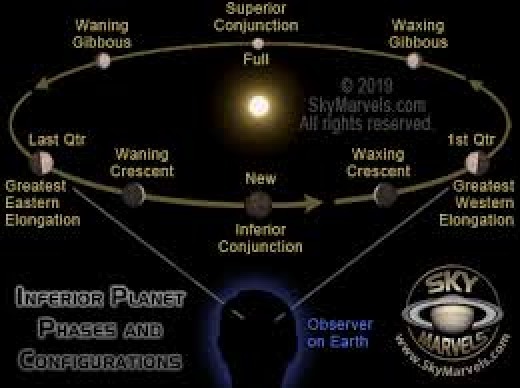 Superior
Conjunction
Full
Waning
Gibbous
Waxing
Gibbous
© 2019
SkyMarvels.com
All rights reserved.
Last Qtr
Greatest
Eastern
Elongation
Waning
Crescent
New
Inferior
Conjunction
Waxing
Crescent
1st Qtr
Greatest
Western
Elongation
Inferior Planet
Phases and
Configurations
Observer
on Earth
SKY
MARVELS
www.SkyMarvels.com